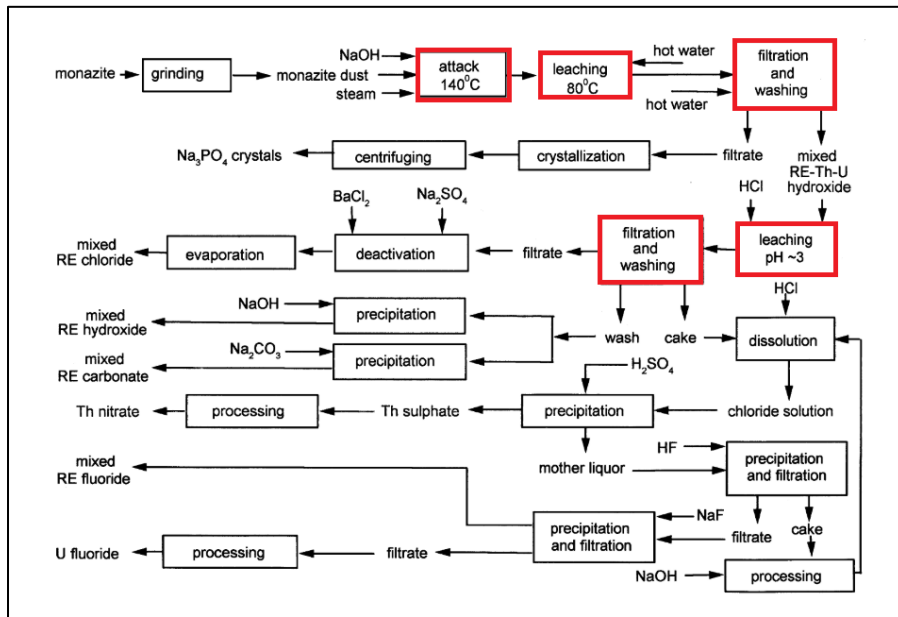 NaOH
hot water
monazite
grinding
monazite dust
steam
attack
140⁰C
leaching
80⁰C
hot water
filtration
and
washing
Na₃PO₄ crystals
centrifuging
crystallization
filtrate
mixed
RE-Th-U
hydroxide
BaCl₂
Na₂SO₄
HCl
mixed
RE chloride
evaporation
deactivation
filtrate
filtration
and
washing
leaching
pH ~3
NaOH
HCl
mixed
RE hydroxide
precipitation
Na₂CO₃
wash
cake
dissolution
mixed
RE carbonate
precipitation
H₂SO₄
Th nitrate
processing
Th sulphate
precipitation
chloride solution
mixed
RE fluoride
mother liquor
HF
precipitation
and filtration
NaF
U fluoride
processing
filtrate
precipitation
and filtration
filtrate
cake
NaOH
processing